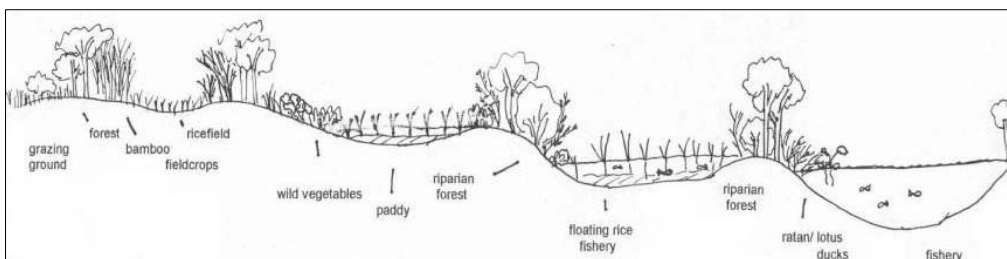 forest
ricefield
grazing
ground
bamboo
fieldcrops
wild vegetables
paddy
riparian
forest
floating rice
fishery
riparian
forest
ratan/ lotus
ducks
fishery